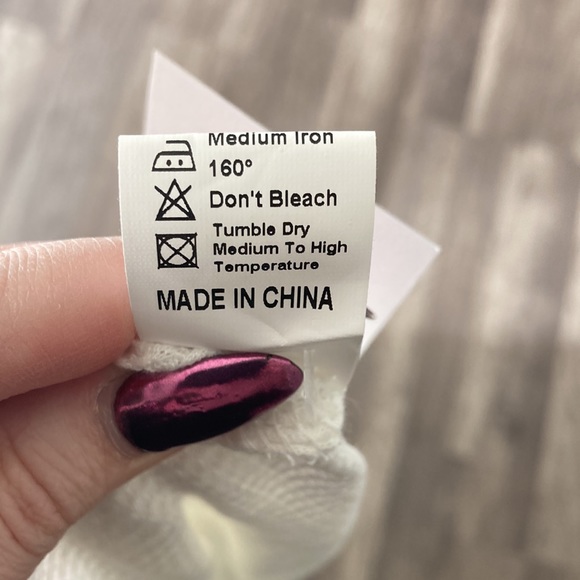 Medium Iron
160°
Don't Bleach
Tumble Dry
Medium To High
Temperature
MADE IN CHINA